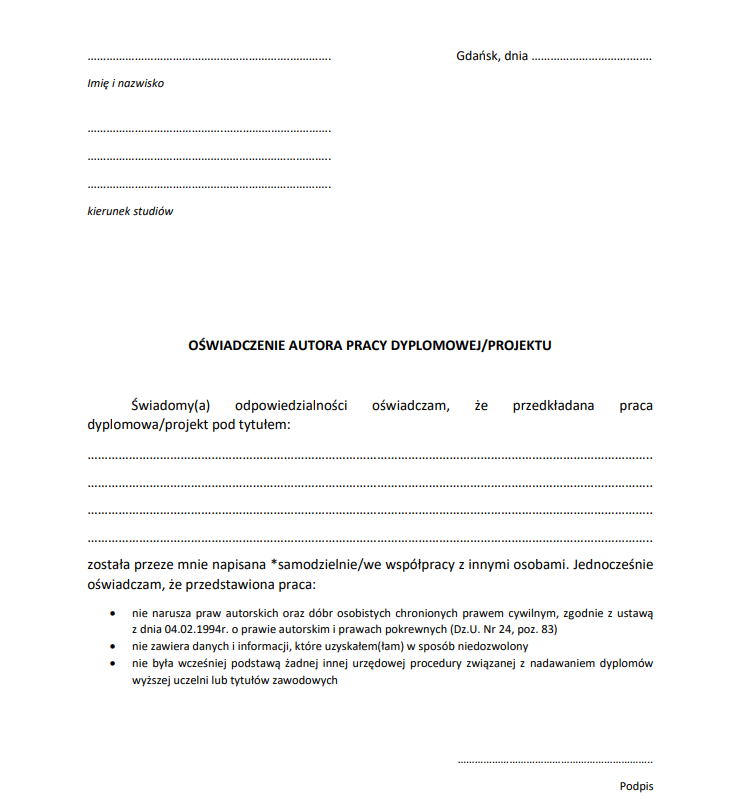 ……………………………………………………………………. Gdańsk, dnia …………………………………
Imię i nazwisko
……………………………………………………………………..
……………………………………………………………………..
……………………………………………………………………..
kierunek studiów
OŚWIADCZENIE AUTORA PRACY DYPLOMOWEJ/PROJEKTU
Świadomy(a) odpowiedzialności oświadczam, że przedkładana praca
dyplomowa/projekt pod tytułem:
…………………………………………………………………………………………………………………………………………………..
…………………………………………………………………………………………………………………………………………………..
…………………………………………………………………………………………………………………………………………………..
…………………………………………………………………………………………………………………………………………………..
została przeze mnie napisana *samodzielnie/we współpracy z innymi osobami. Jednocześnie
oświadczam, że przedstawiona praca:
• nie narusza praw autorskich oraz dóbr osobistych chronionych prawem cywilnym, zgodnie z ustawą
z dnia 04.02.1994r. o prawie autorskim i prawach pokrewnych (Dz.U. Nr 24, poz. 83)
• nie zawiera danych i informacji, które uzyskałem(łam) w sposób niedozwolony
• nie była wcześniej podstawą żadnej innej urzędowej procedury związanej z nadawaniem dyplomów
wyższej uczelni lub tytułów zawodowych
………………………………………………………..
Podpis